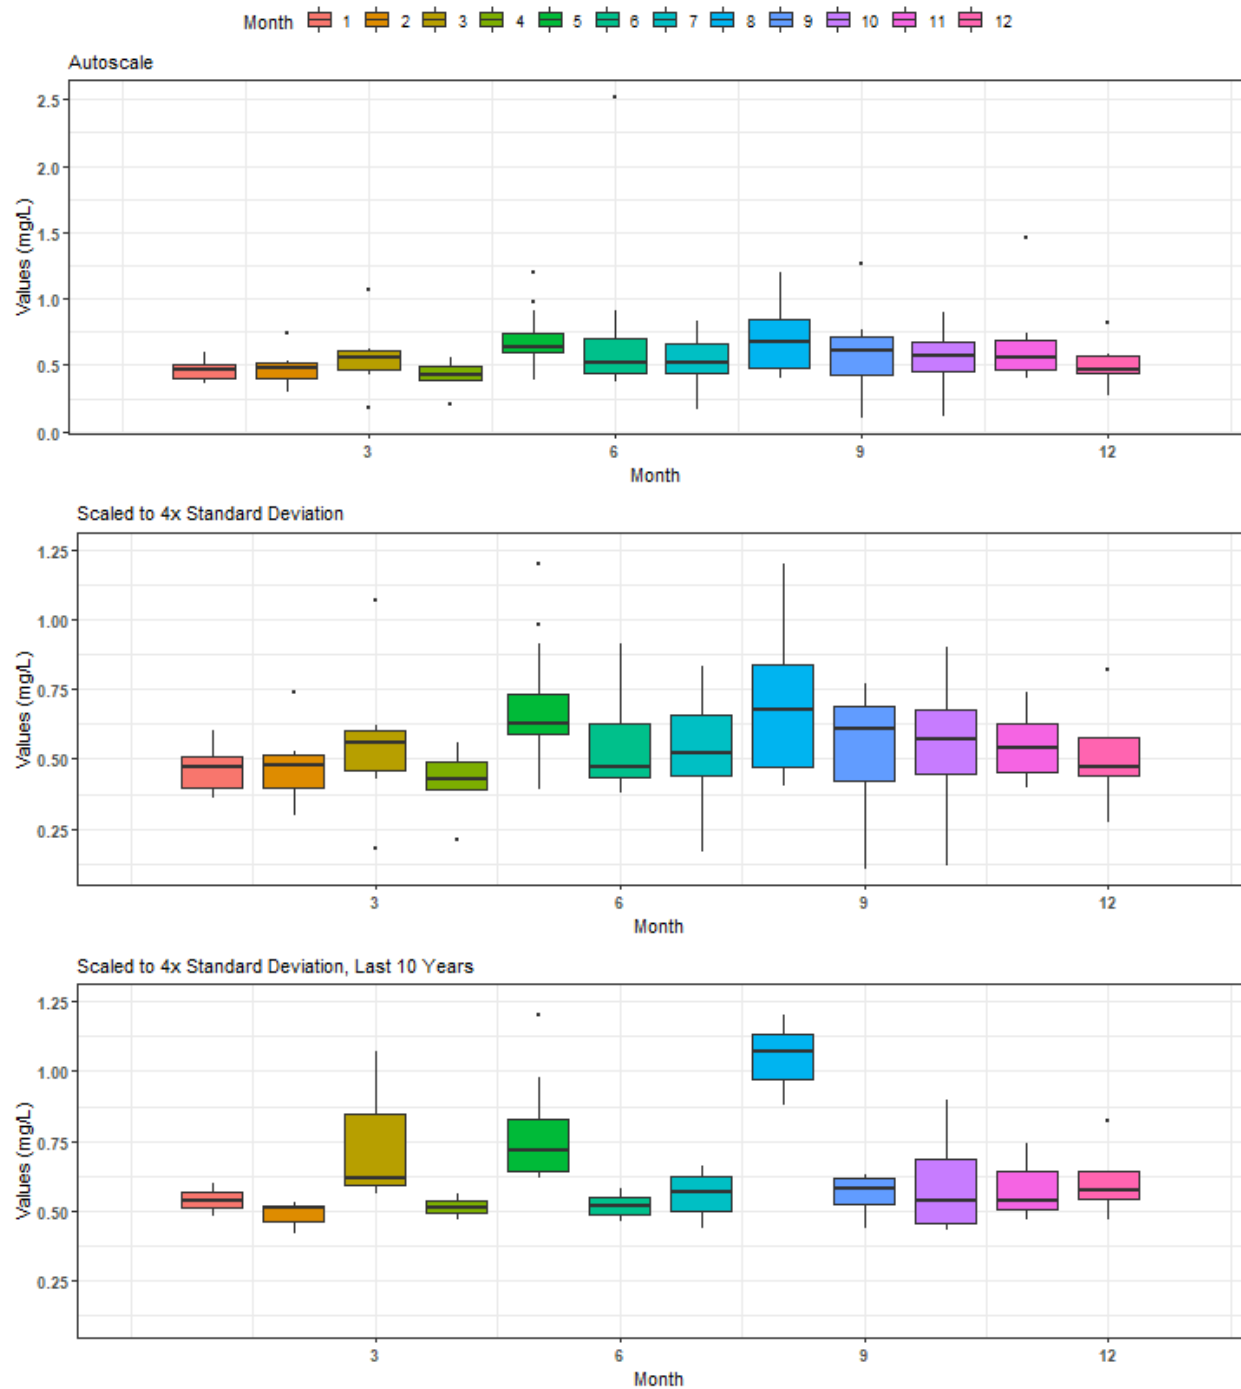 Month 1 2 3 4 5 6 7 8 9 10 11 12
Autoscale
Values (mg/L)
2.5
2.0
1.5
1.0
0.5
0.0
3 6 9 12
Month
Scaled to 4x Standard Deviation
Values (mg/L)
1.25
1.00
0.75
0.50
0.25
3 6 9 12
Month
Scaled to 4x Standard Deviation, Last 10 Years
Values (mg/L)
1.25
1.00
0.75
0.50
0.25
3 6 9 12
Month